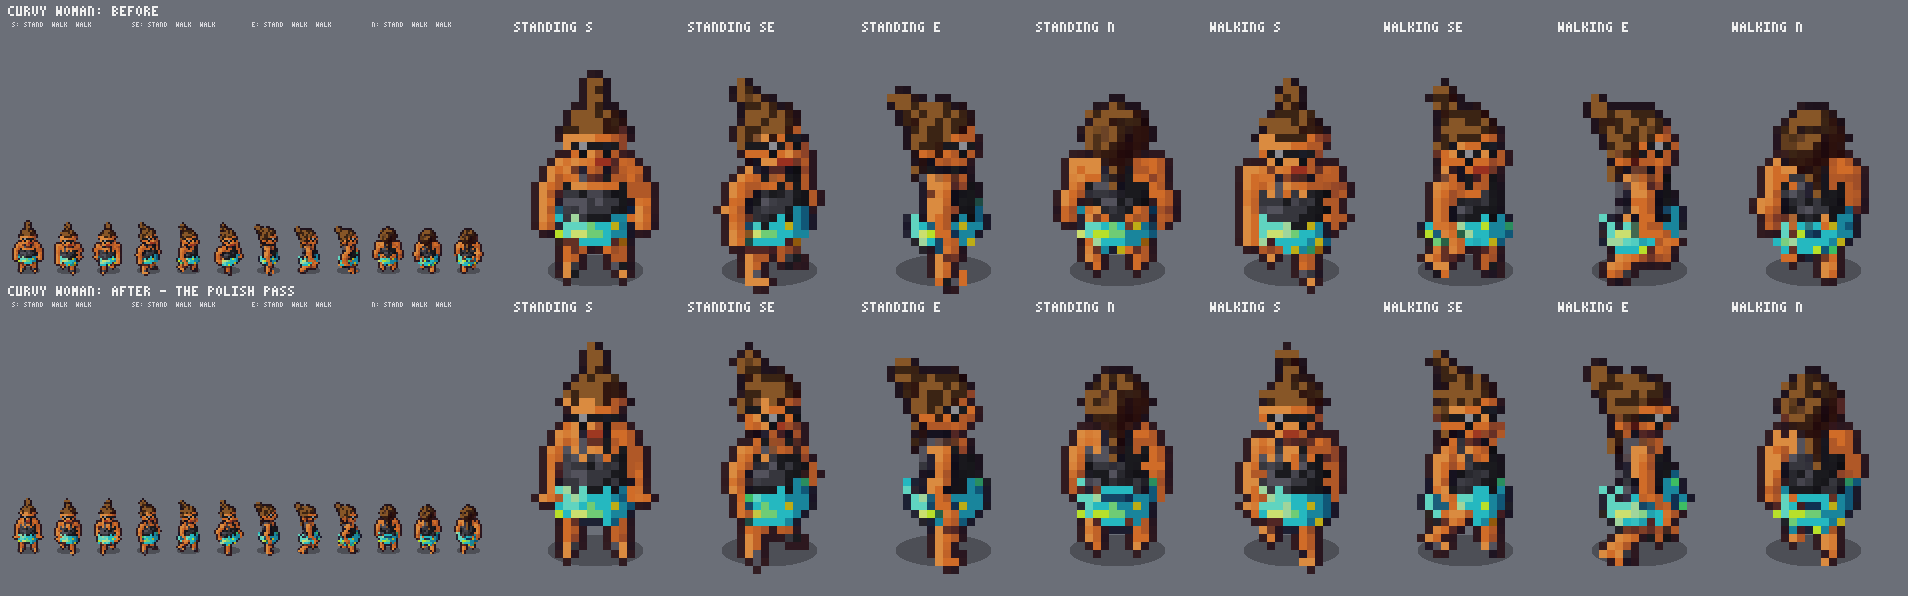 CURVY WOMAN: BEFORE
S: STAND WALK WALK SE: STAND WALK WALK E: STAND WALK WALK N: STAND WALK WALK
STANDING S STANDING SE STANDING E STANDING N WALKING S WALKING SE WALKING E WALKING N
CURVY WOMAN: AFTER - THE POLISH PASS
S: STAND WALK WALK SE: STAND WALK WALK E: STAND WALK WALK N: STAND WALK WALK
STANDING S STANDING SE STANDING E STANDING N WALKING S WALKING SE WALKING E WALKING N